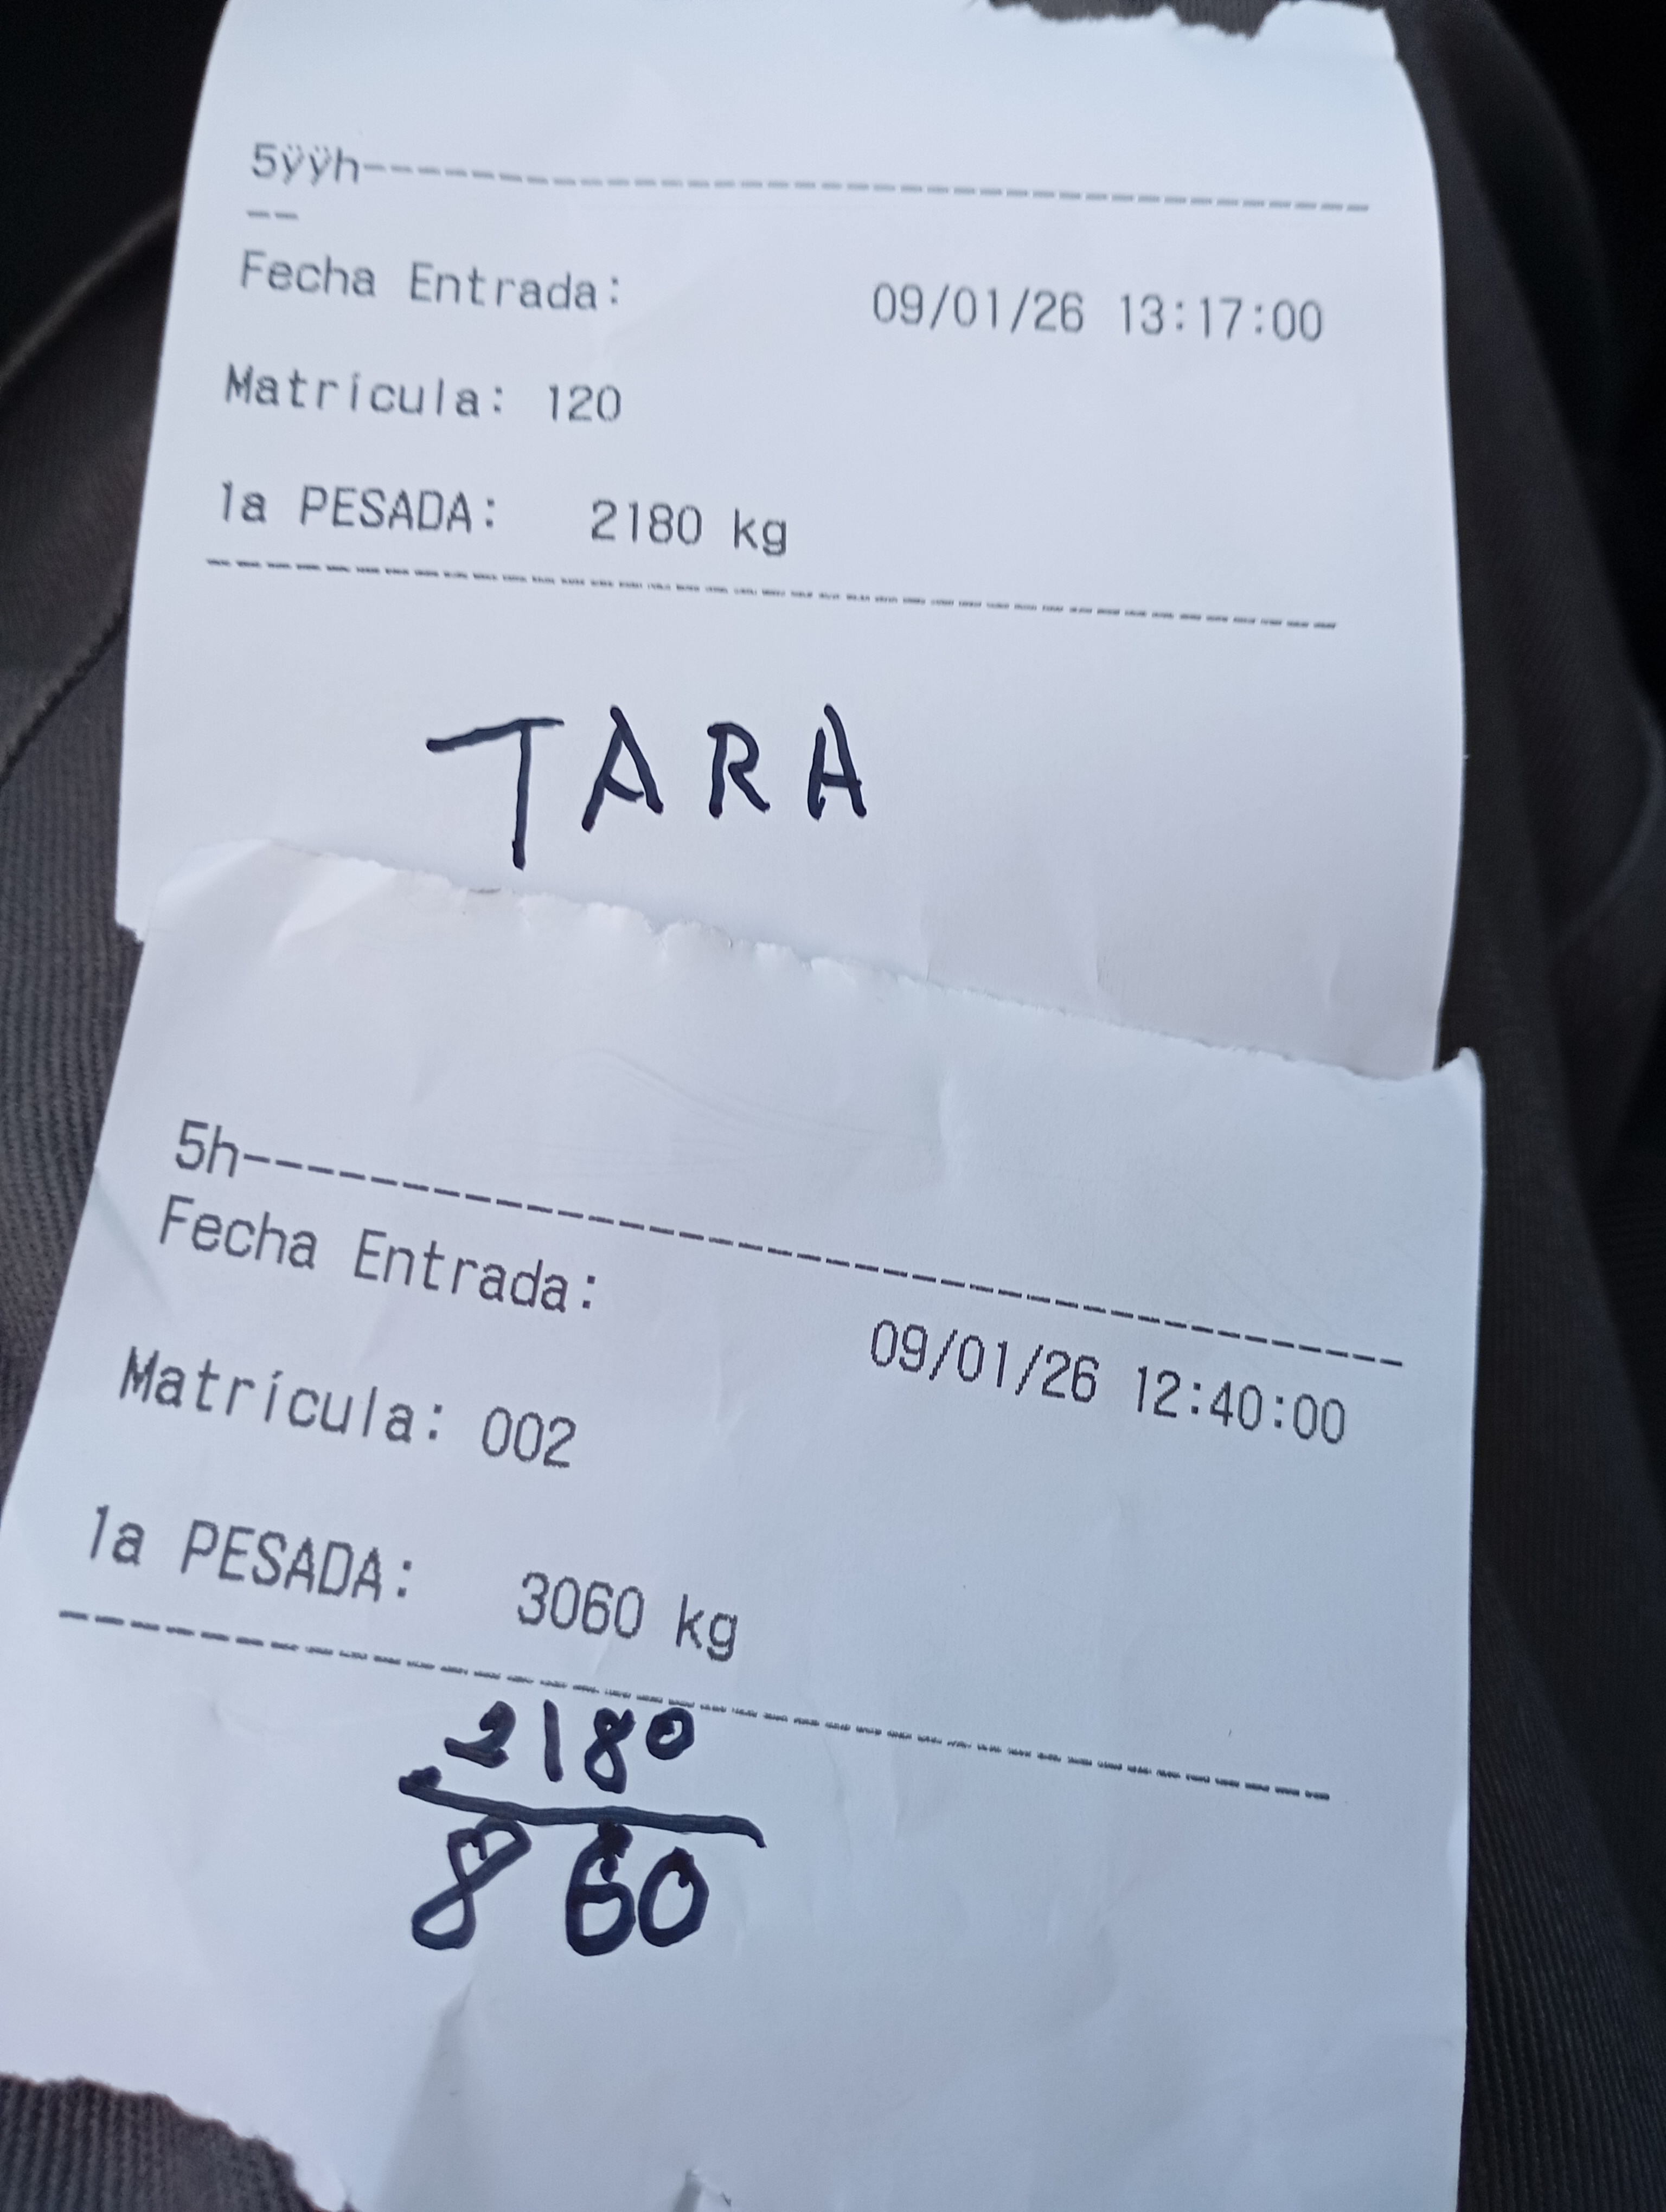 5ÿÿh----------------------------------------
--
Fecha Entrada: 09/01/26 13:17:00
Matrícula: 120
1a PESADA: 2180 kg
----------------------------------------
TARA
5h----------------------------------------
Fecha Entrada: 09/01/26 12:40:00
Matrícula: 002
1a PESADA: 3060 kg
----------------------------------------
2180
860